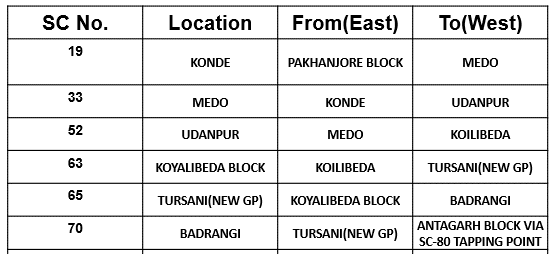 SC No. Location From(East) To(West)
19 KONDE PAKHANJORE BLOCK MEDO
33 MEDO KONDE UDANPUR
52 UDANPUR MEDO KOILIBEDA
63 KOYALIBEDA BLOCK KOILIBEDA TURSANI(NEW GP)
65 TURSANI(NEW GP) KOYALIBEDA BLOCK BADRANGI
70 BADRANGI TURSANI(NEW GP) ANTAGARH BLOCK VIA
SC-80 TAPPING POINT